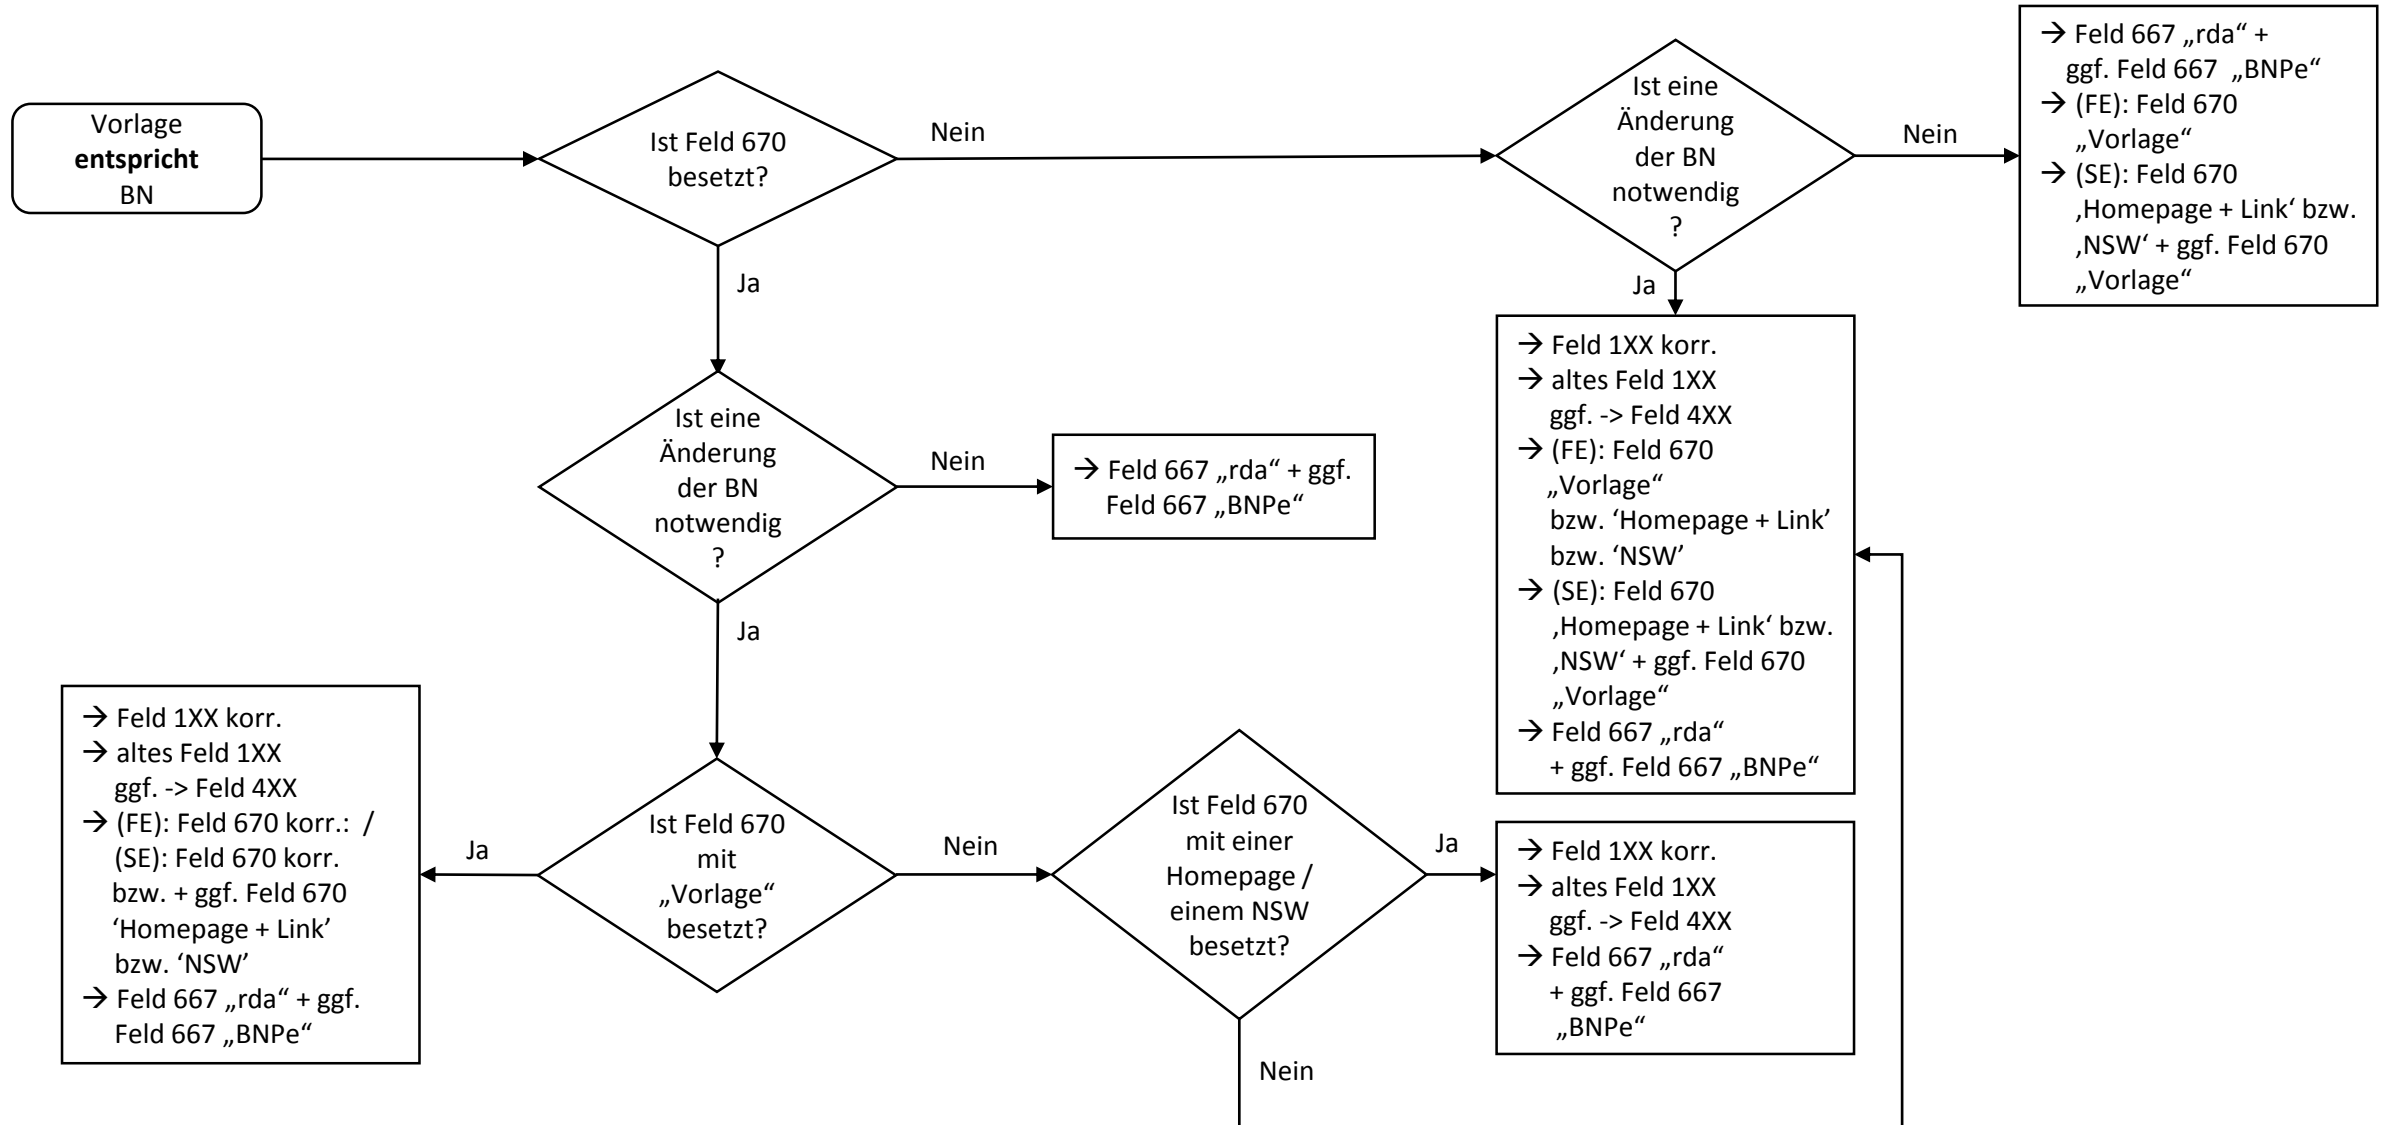 Vorlage
entspricht
BN
Ist Feld 670
besetzt?
Nein
Ist eine
Änderung
der BN
notwendig
?
Nein
→ Feld 667 „rda“ +
ggf. Feld 667 „BNPe“
→ (FE): Feld 670
„Vorlage“
→ (SE): Feld 670
‚Homepage + Link‘ bzw.
‚NSW‘ + ggf. Feld 670
„Vorlage“
Ja
Ja
→ Feld 1XX korr.
→ altes Feld 1XX
ggf. -> Feld 4XX
→ (FE): Feld 670
„Vorlage“
bzw. ‘Homepage + Link’
bzw. ‘NSW’
→ (SE): Feld 670
‚Homepage + Link‘ bzw.
‚NSW‘ + ggf. Feld 670
„Vorlage“
→ Feld 667 „rda“
+ ggf. Feld 667 „BNPe“
Ist eine
Änderung
der BN
notwendig
?
Nein
→ Feld 667 „rda“ + ggf.
Feld 667 „BNPe“
Ja
→ Feld 1XX korr.
→ altes Feld 1XX
ggf. -> Feld 4XX
→ (FE): Feld 670 korr.: /
(SE): Feld 670 korr.
bzw. + ggf. Feld 670
‘Homepage + Link’
bzw. ‘NSW’
→ Feld 667 „rda“ + ggf.
Feld 667 „BNPe“
Ja
Ist Feld 670
mit
„Vorlage“
besetzt?
Nein
Ist Feld 670
mit einer
Homepage /
einem NSW
besetzt?
Ja
→ Feld 1XX korr.
→ altes Feld 1XX
ggf. -> Feld 4XX
→ Feld 667 „rda“
+ ggf. Feld 667
„BNPe“
Nein